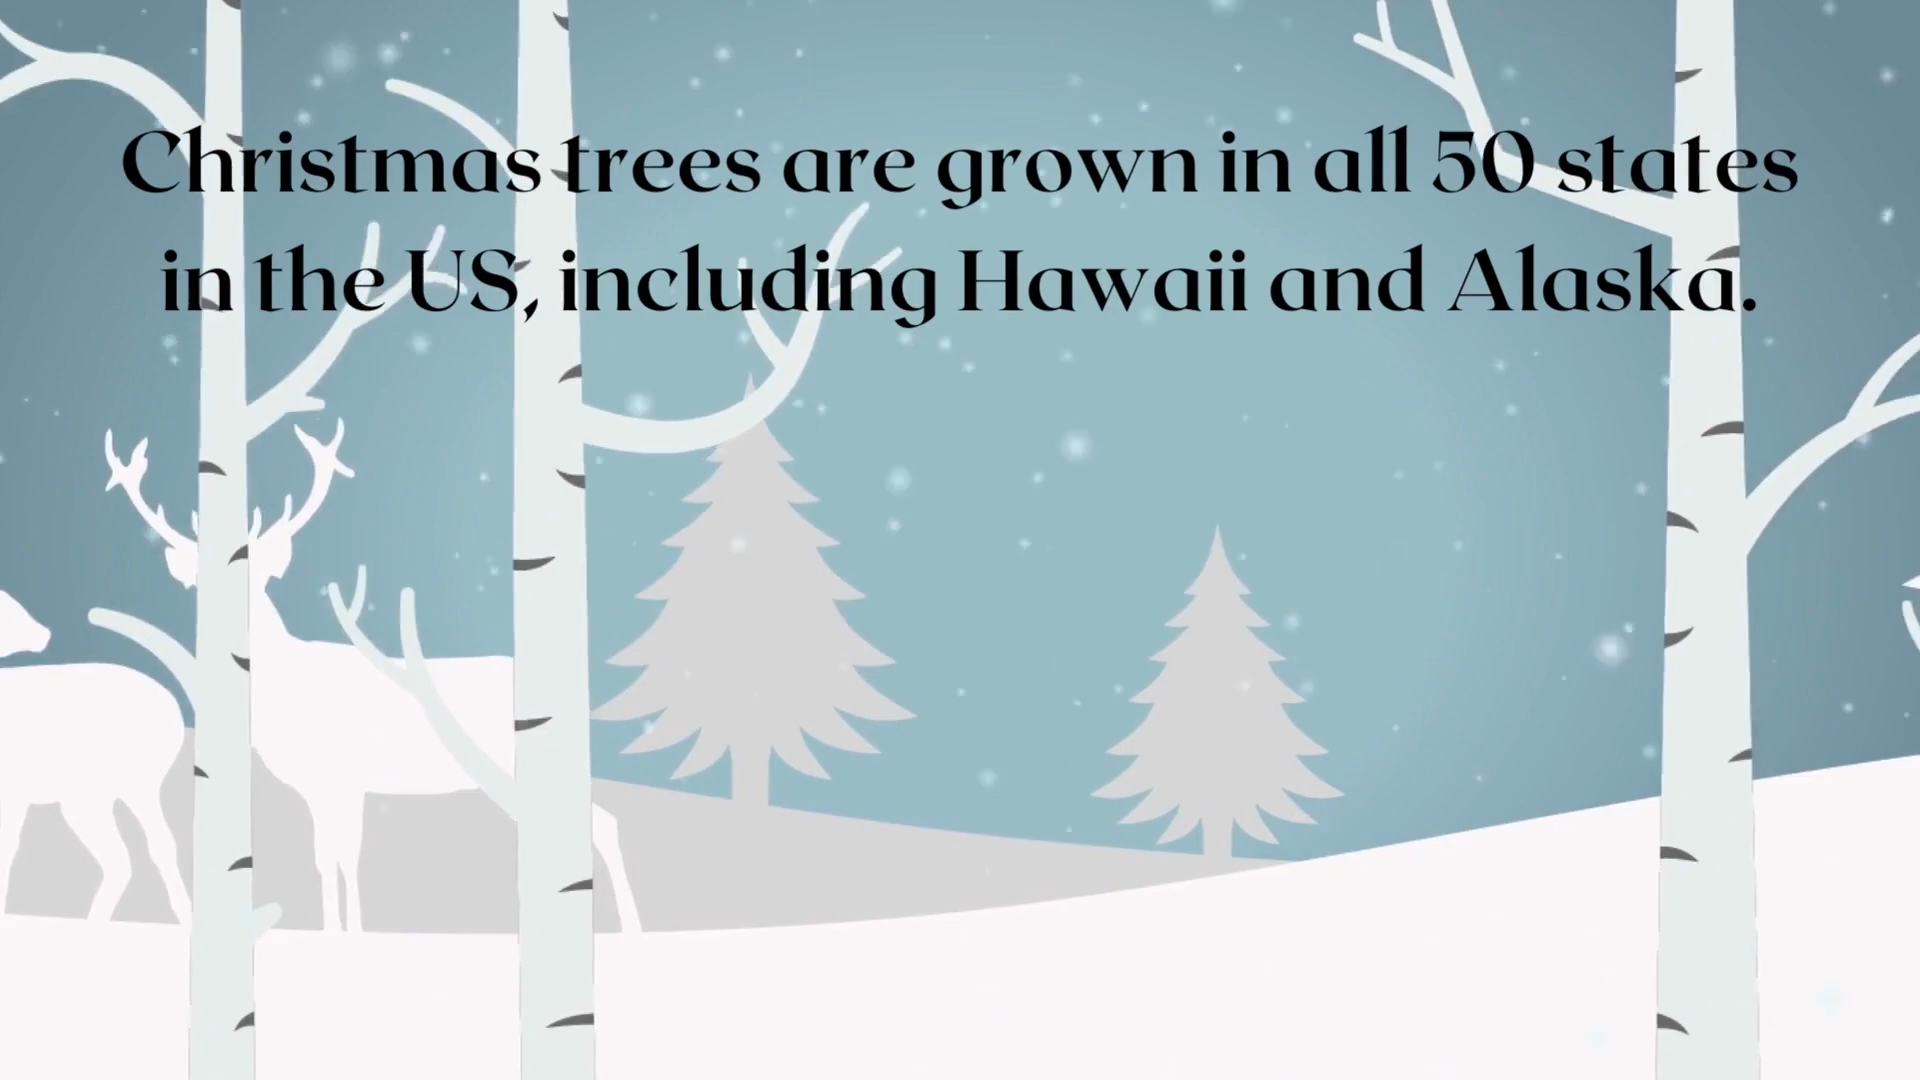 Christmas trees are grown in all 50 states
in the US, including Hawaii and Alaska.